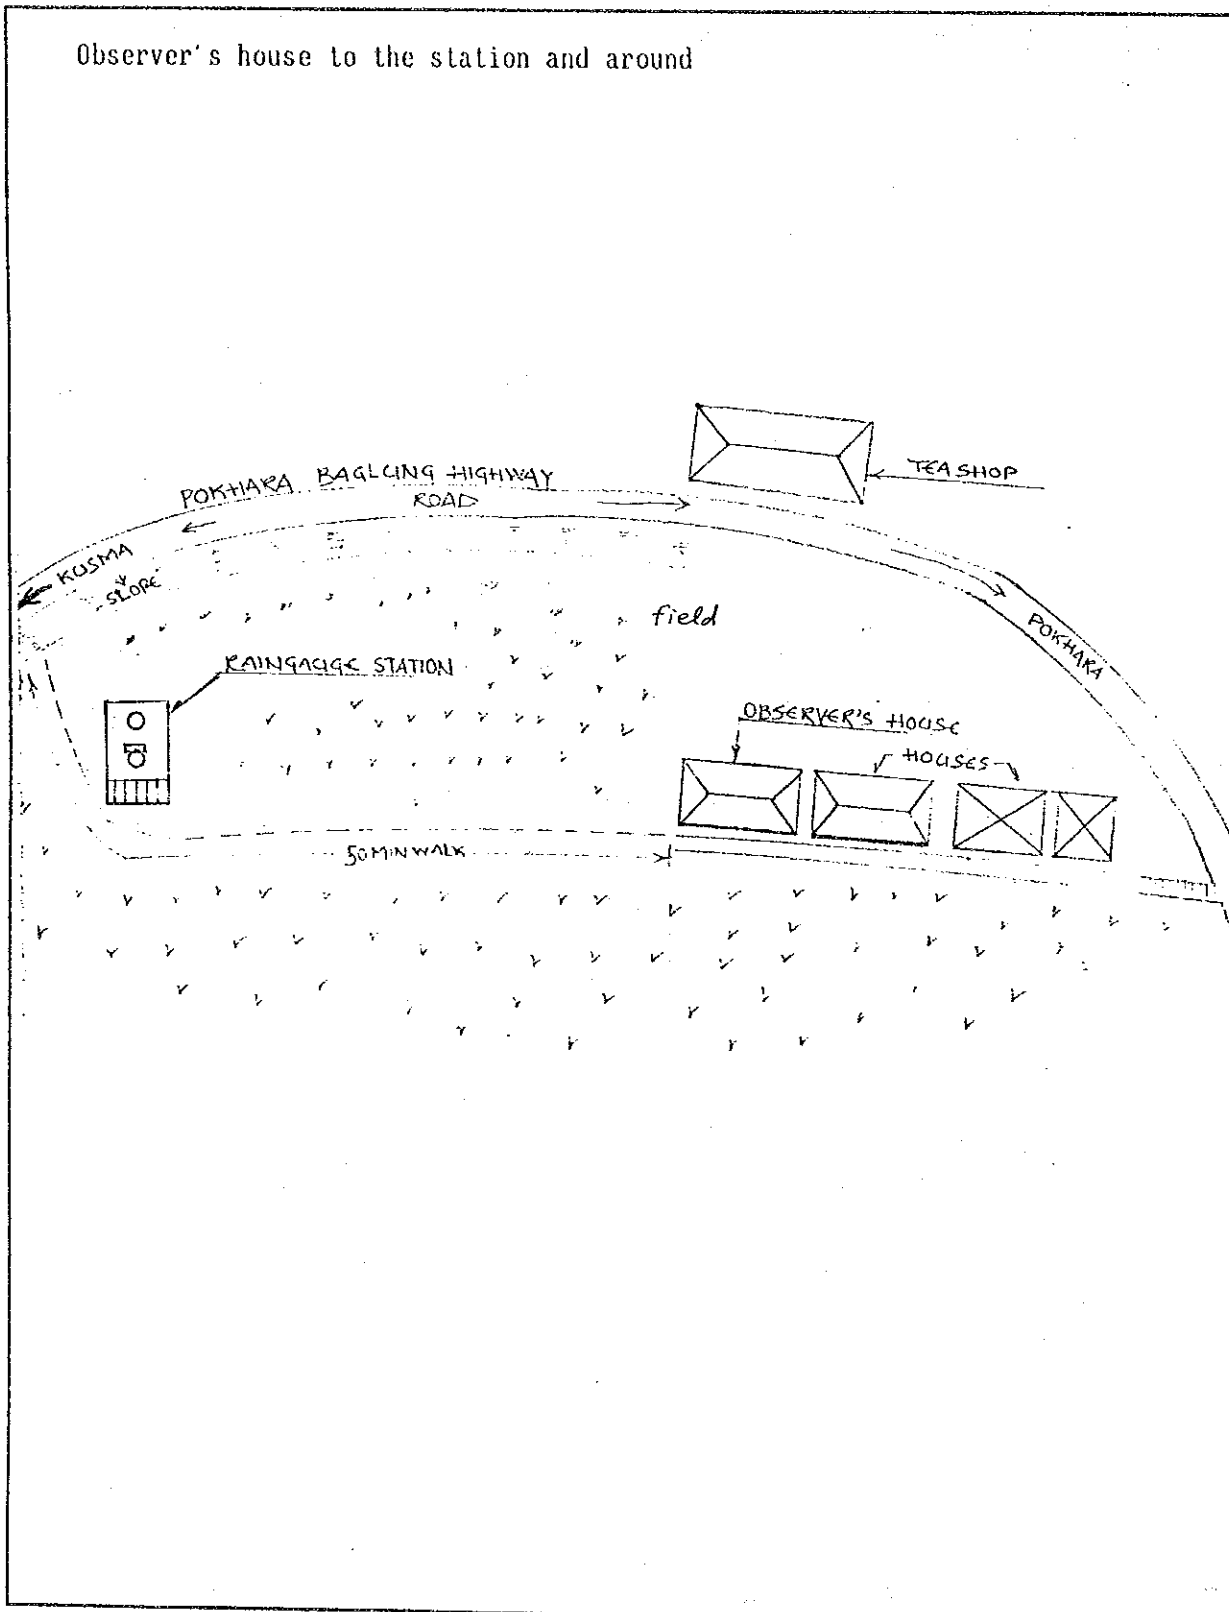 Observer's house to the station and around
TEA SHOP
POKHARA BAGLUNG HIGHWAY
ROAD
KUSMA
SLOPE
field
POKHARA
RAINGAUGE STATION
OBSERVER'S HOUSE
HOUSES
50 MIN WALK